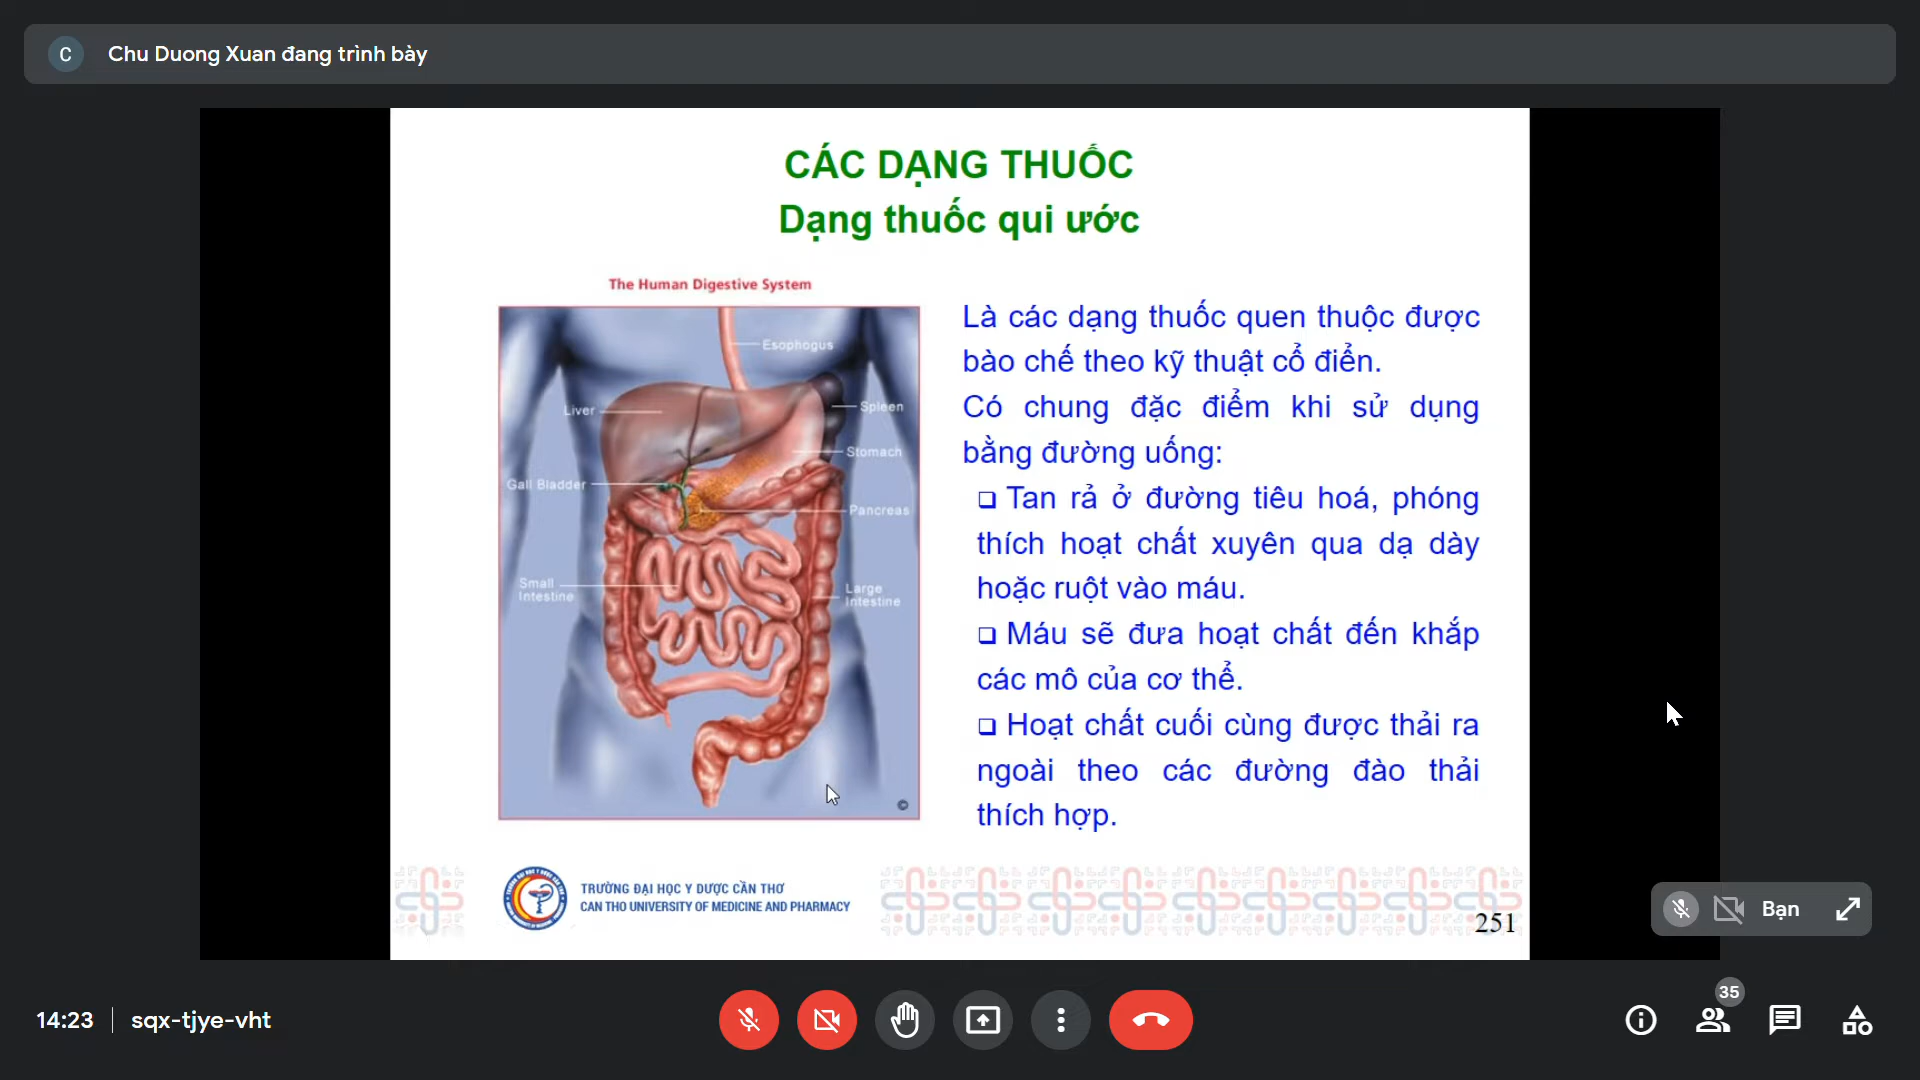 C
Chu Duong Xuan đang trình bày
CÁC DẠNG THUỐC
Dạng thuốc qui ước
The Human Digestive System
Esophogus
Liver
Spleen
Stomach
Gall Bladder
Pancreas
Small
Intestine
Large
Intestine
Là các dạng thuốc quen thuộc được
bào chế theo kỹ thuật cổ điển.
Có chung đặc điểm khi sử dụng
bằng đường uống:
❑ Tan rả ở đường tiêu hoá, phóng
thích hoạt chất xuyên qua dạ dày
hoặc ruột vào máu.
❑ Máu sẽ đưa hoạt chất đến khắp
các mô của cơ thể.
❑ Hoạt chất cuối cùng được thải ra
ngoài theo các đường đào thải
thích hợp.
TRƯỜNG ĐẠI HỌC Y DƯỢC CẦN THƠ
CAN THO UNIVERSITY OF MEDICINE AND PHARMACY
251
Bạn
14:23
sqx-tjye-vht
35